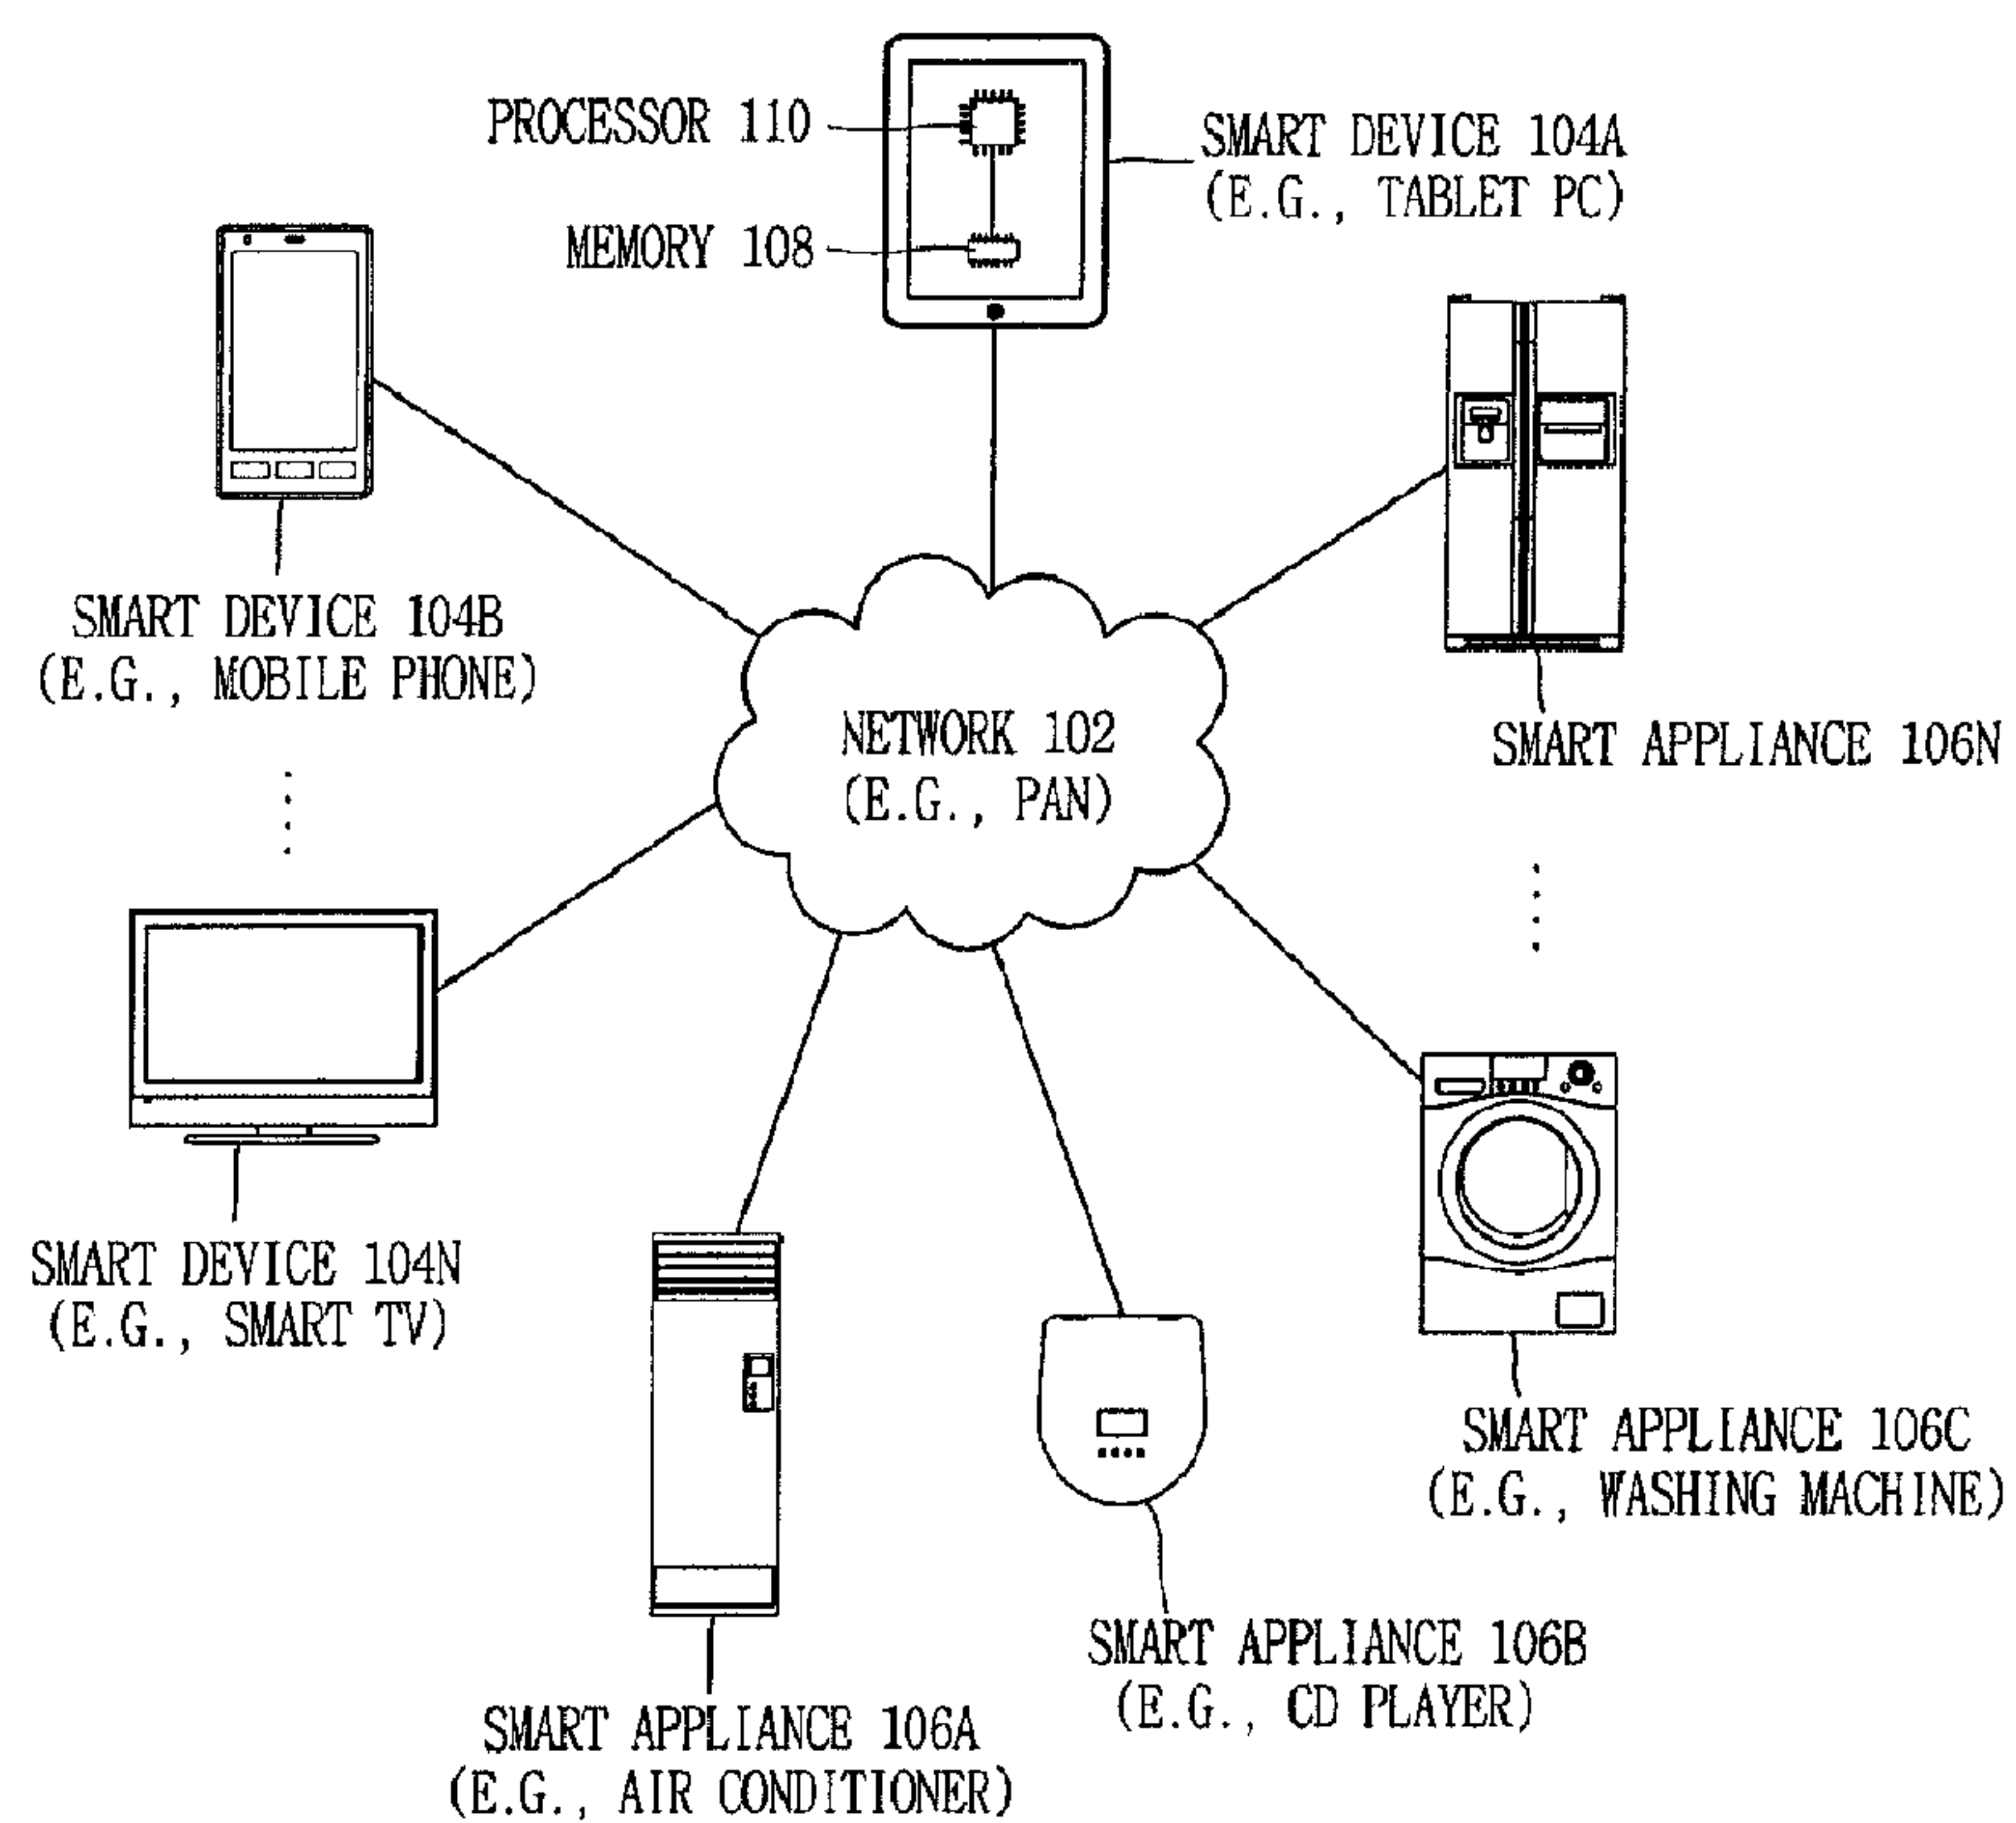 PROCESSOR 110
MEMORY 108
SMART DEVICE 104A
(E.G., TABLET PC)
SMART DEVICE 104B
(E.G., MOBILE PHONE)
NETWORK 102
(E.G., PAN)
SMART APPLIANCE 106N
SMART DEVICE 104N
(E.G., SMART TV)
SMART APPLIANCE 106C
(E.G., WASHING MACHINE)
SMART APPLIANCE 106B
(E.G., CD PLAYER)
SMART APPLIANCE 106A
(E.G., AIR CONDITIONER)